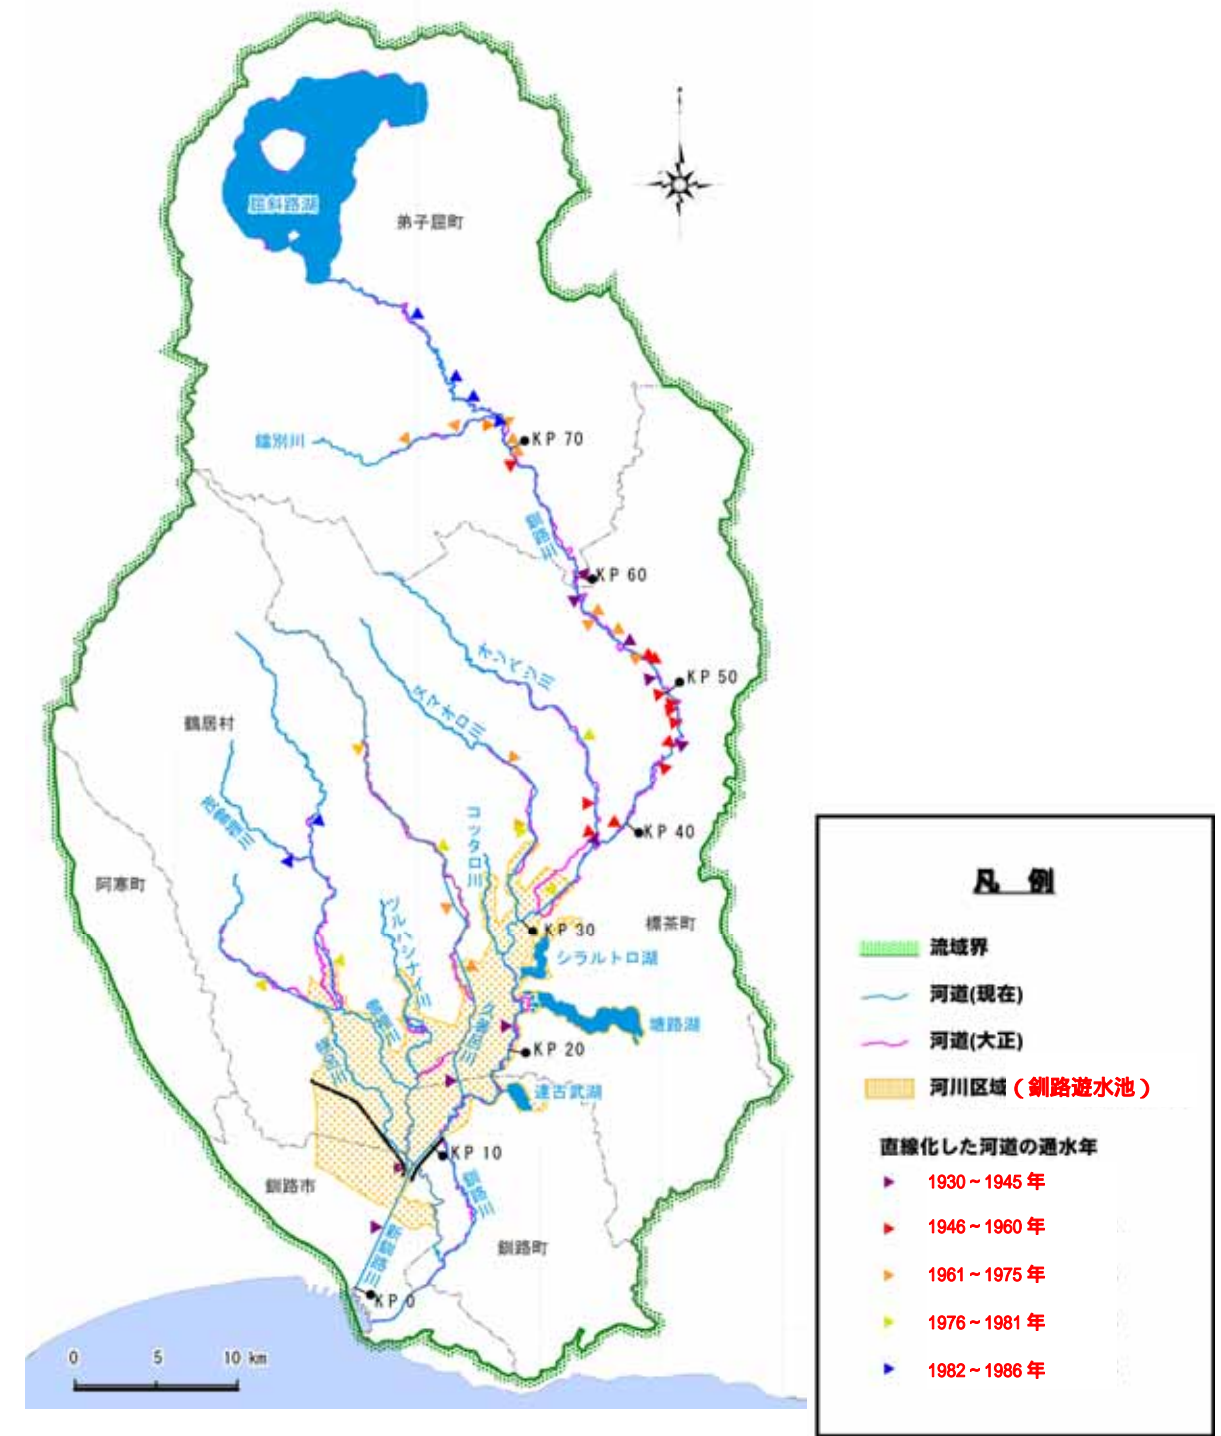 屈斜路湖
弟子屈町
鐺別川
KP 70
釧路川
KP 60
オソベツ川
KP 50
ヌマオロ川
鶴居村
コッタロ川
KP 40
阿寒町
ツルハシナイ川
KP 30
標茶町
シラルトロ湖
塘路湖
久著呂川
KP 20
達古武湖
KP 10
釧路川
釧路市
新釧路川
釧路町
KP 0
0 5 10 km
凡 例
流域界
河道(現在)
河道(大正)
河川区域(釧路遊水池)
直線化した河道の通水年
1930~1945 年
1946~1960 年
1961~1975 年
1976~1981 年
1982~1986 年